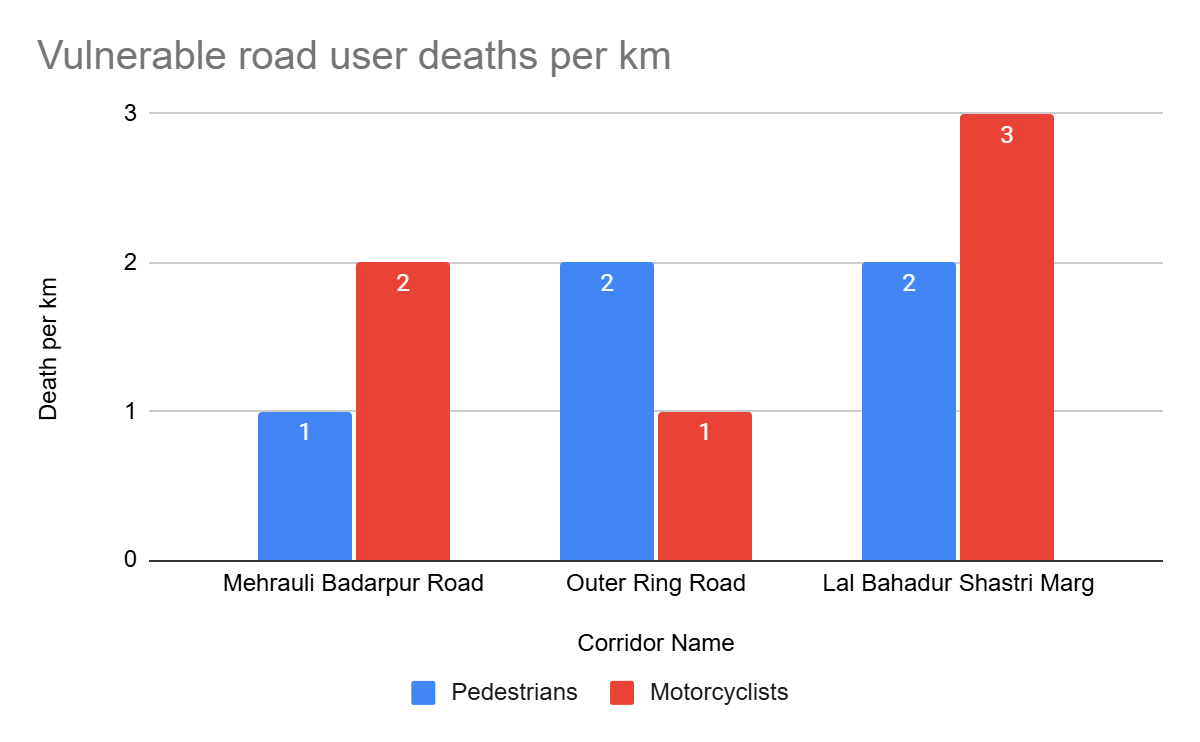 Vulnerable road user deaths per km
3
3
2
2
2
2
Death per km
1
1
1
0
Mehrauli Badarpur Road
Outer Ring Road
Lal Bahadur Shastri Marg
Corridor Name
Pedestrians
Motorcyclists